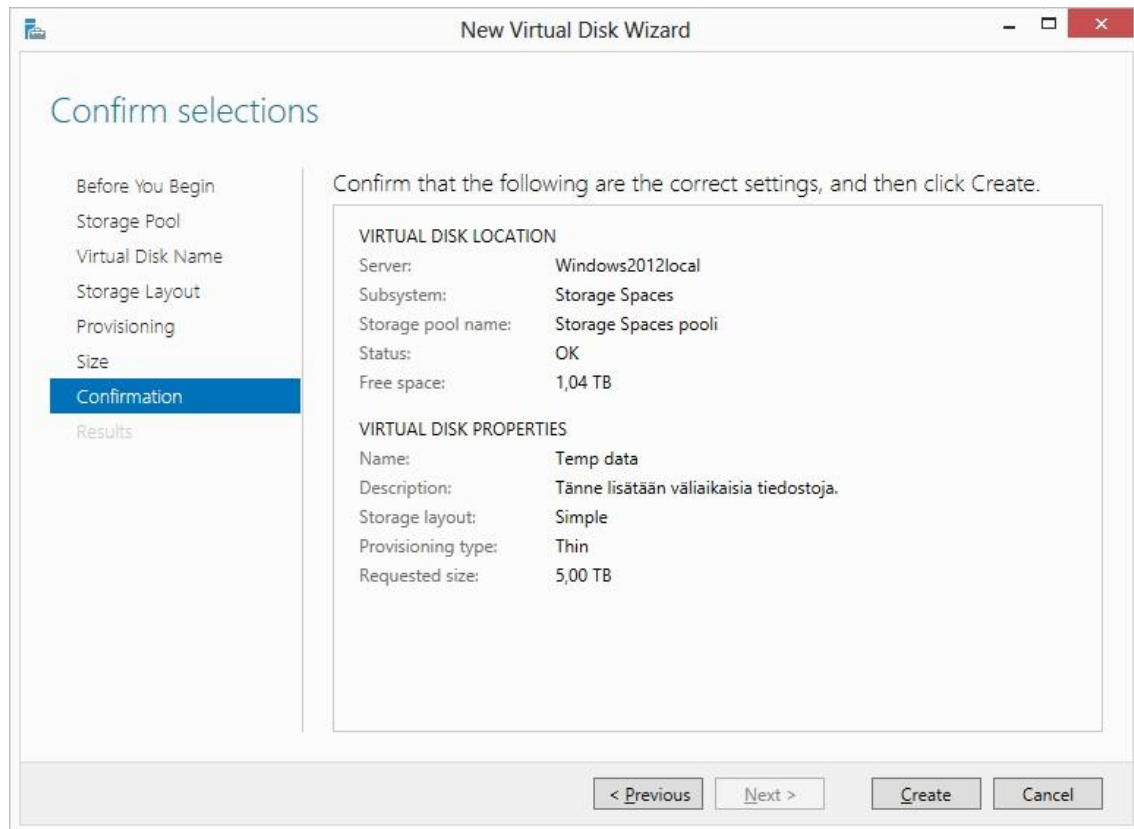 New Virtual Disk Wizard
Confirm selections
Before You Begin
Storage Pool
Virtual Disk Name
Storage Layout
Provisioning
Size
Confirmation
Results
Confirm that the following are the correct settings, and then click Create.
VIRTUAL DISK LOCATION
Server: Windows2012local
Subsystem: Storage Spaces
Storage pool name: Storage Spaces pooli
Status: OK
Free space: 1,04 TB
VIRTUAL DISK PROPERTIES
Name: Temp data
Description: Tänne lisätään väliaikaisia tiedostoja.
Storage layout: Simple
Provisioning type: Thin
Requested size: 5,00 TB
< Previous Next > Create Cancel